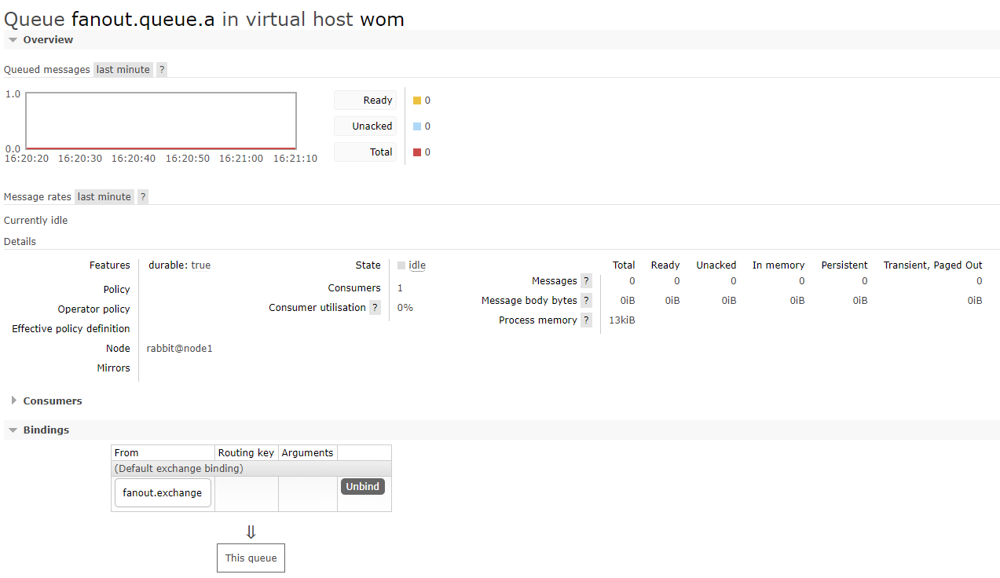 Queue fanout.queue.a in virtual host wom
Overview
Queued messages last minute ?
1.0
0.0
16:20:20 16:20:30 16:20:40 16:20:50 16:21:00 16:21:10
Ready 0
Unacked 0
Total 0
Message rates last minute ?
Currently idle
Details
Features durable: true
Policy
Operator policy
Effective policy definition
Node rabbit@node1
Mirrors
State idle
Consumers 1
Consumer utilisation ? 0%
Total Ready Unacked In memory Persistent Transient, Paged Out
Messages ? 0 0 0 0 0 0
Message body bytes ? 0iB 0iB 0iB 0iB 0iB 0iB
Process memory ? 13kiB
Consumers
Bindings
From Routing key Arguments
(Default exchange binding)
fanout.exchange Unbind
⇓
This queue